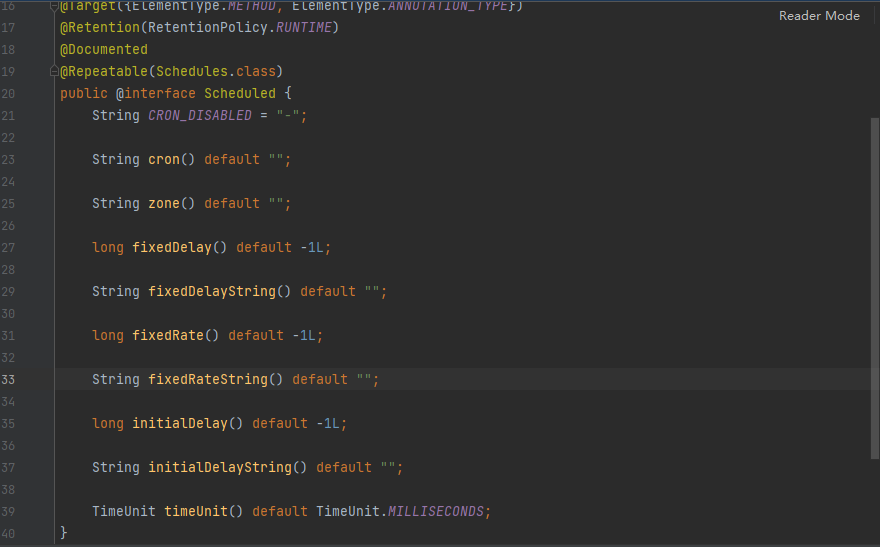 16 @Target({ElementType.METHOD, ElementType.ANNOTATION_TYPE})
Reader Mode
17 @Retention(RetentionPolicy.RUNTIME)
18 @Documented
19 @Repeatable(Schedules.class)
20 public @interface Scheduled {
21     String CRON_DISABLED = "-";
22
23     String cron() default "";
24
25     String zone() default "";
26
27     long fixedDelay() default -1L;
28
29     String fixedDelayString() default "";
30
31     long fixedRate() default -1L;
32
33     String fixedRateString() default "";
34
35     long initialDelay() default -1L;
36
37     String initialDelayString() default "";
38
39     TimeUnit timeUnit() default TimeUnit.MILLISECONDS;
40 }